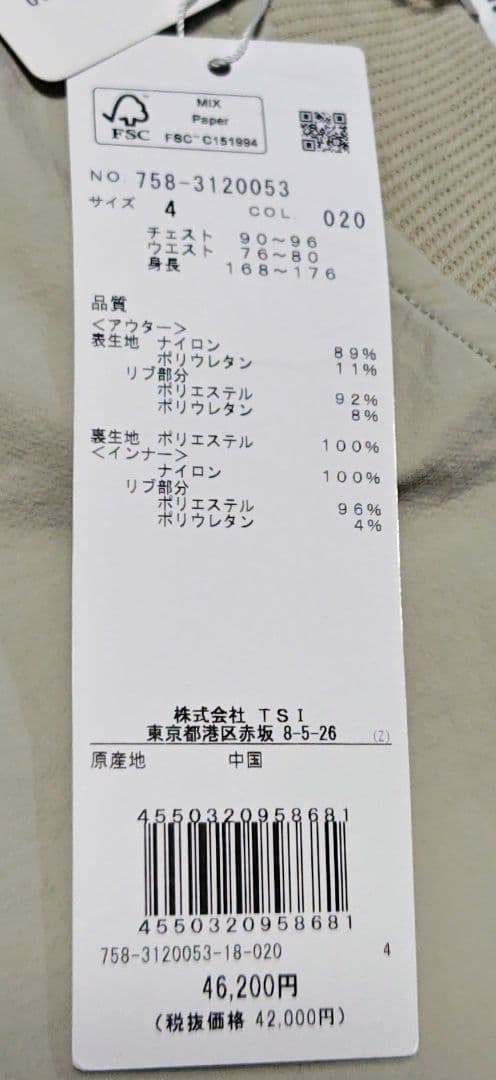 MIX
Paper
FSC
FSC™ C151994
NO 758-3120053
サイズ 4 COL. 020
チェスト 90～96
ウエスト 76～80
身長 168～176
品質
＜アウター＞
表生地 ナイロン 89%
ポリウレタン 11%
リブ部分
ポリエステル 92%
ポリウレタン 8%
裏生地 ポリエステル 100%
＜インナー＞
ナイロン 100%
リブ部分
ポリエステル 96%
ポリウレタン 4%
株式会社 TSI
東京都港区赤坂 8-5-26 (Z)
原産地 中国
4550320958681
4550320958681
758-3120053-18-020 4
46,200円
(税抜価格 42,000円)